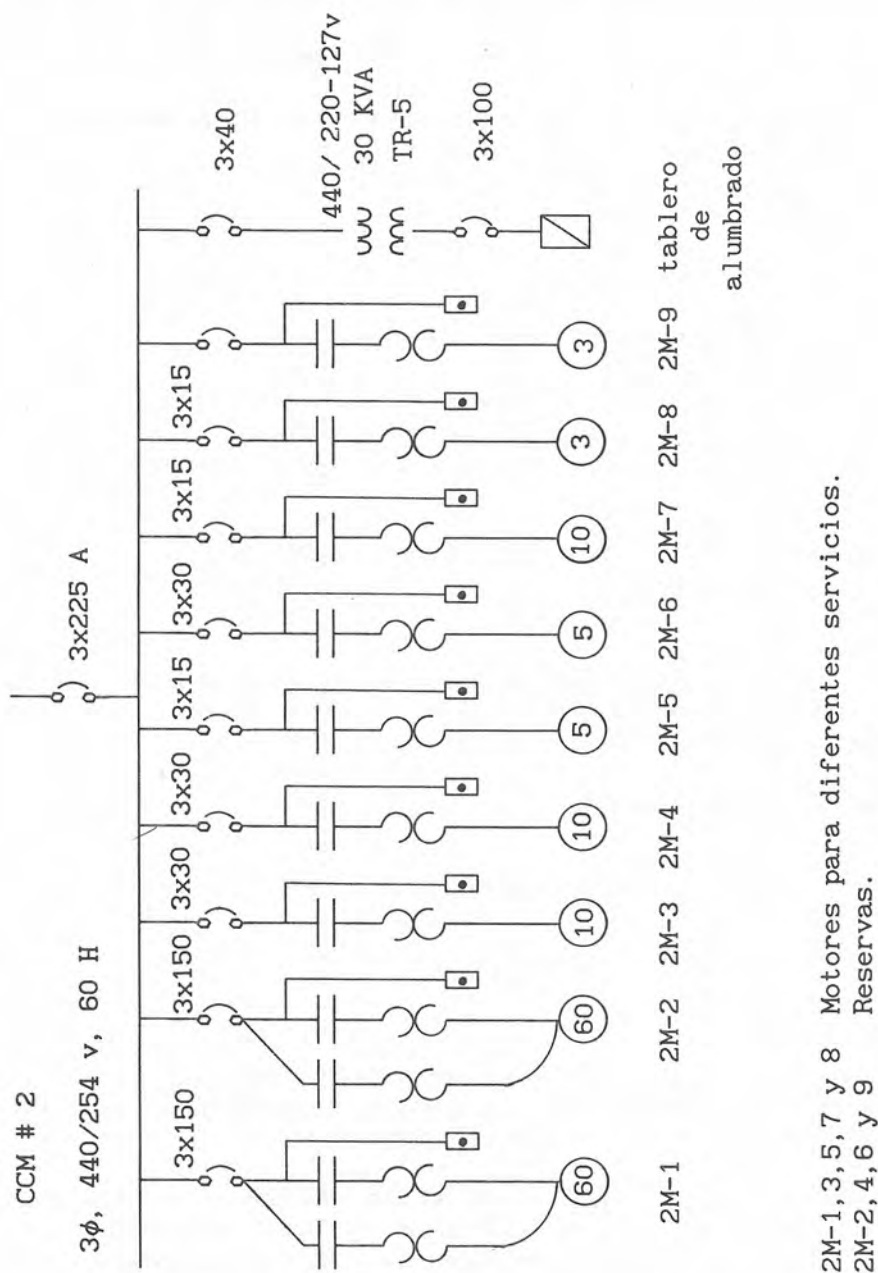 CCM # 2
3ϕ, 440/254 v, 60 H
3x225 A
3x150
3x150
3x30
3x30
3x15
3x30
3x15
3x15
3x40
440/ 220-127v
30 KVA
TR-5
3x100
60
60
10
10
5
5
10
3
3
2M-1
2M-2
2M-3
2M-4
2M-5
2M-6
2M-7
2M-8
2M-9
tablero
de
alumbrado
2M-1,3,5,7 y 8 Motores para diferentes servicios.
2M-2,4,6 y 9 Reservas.